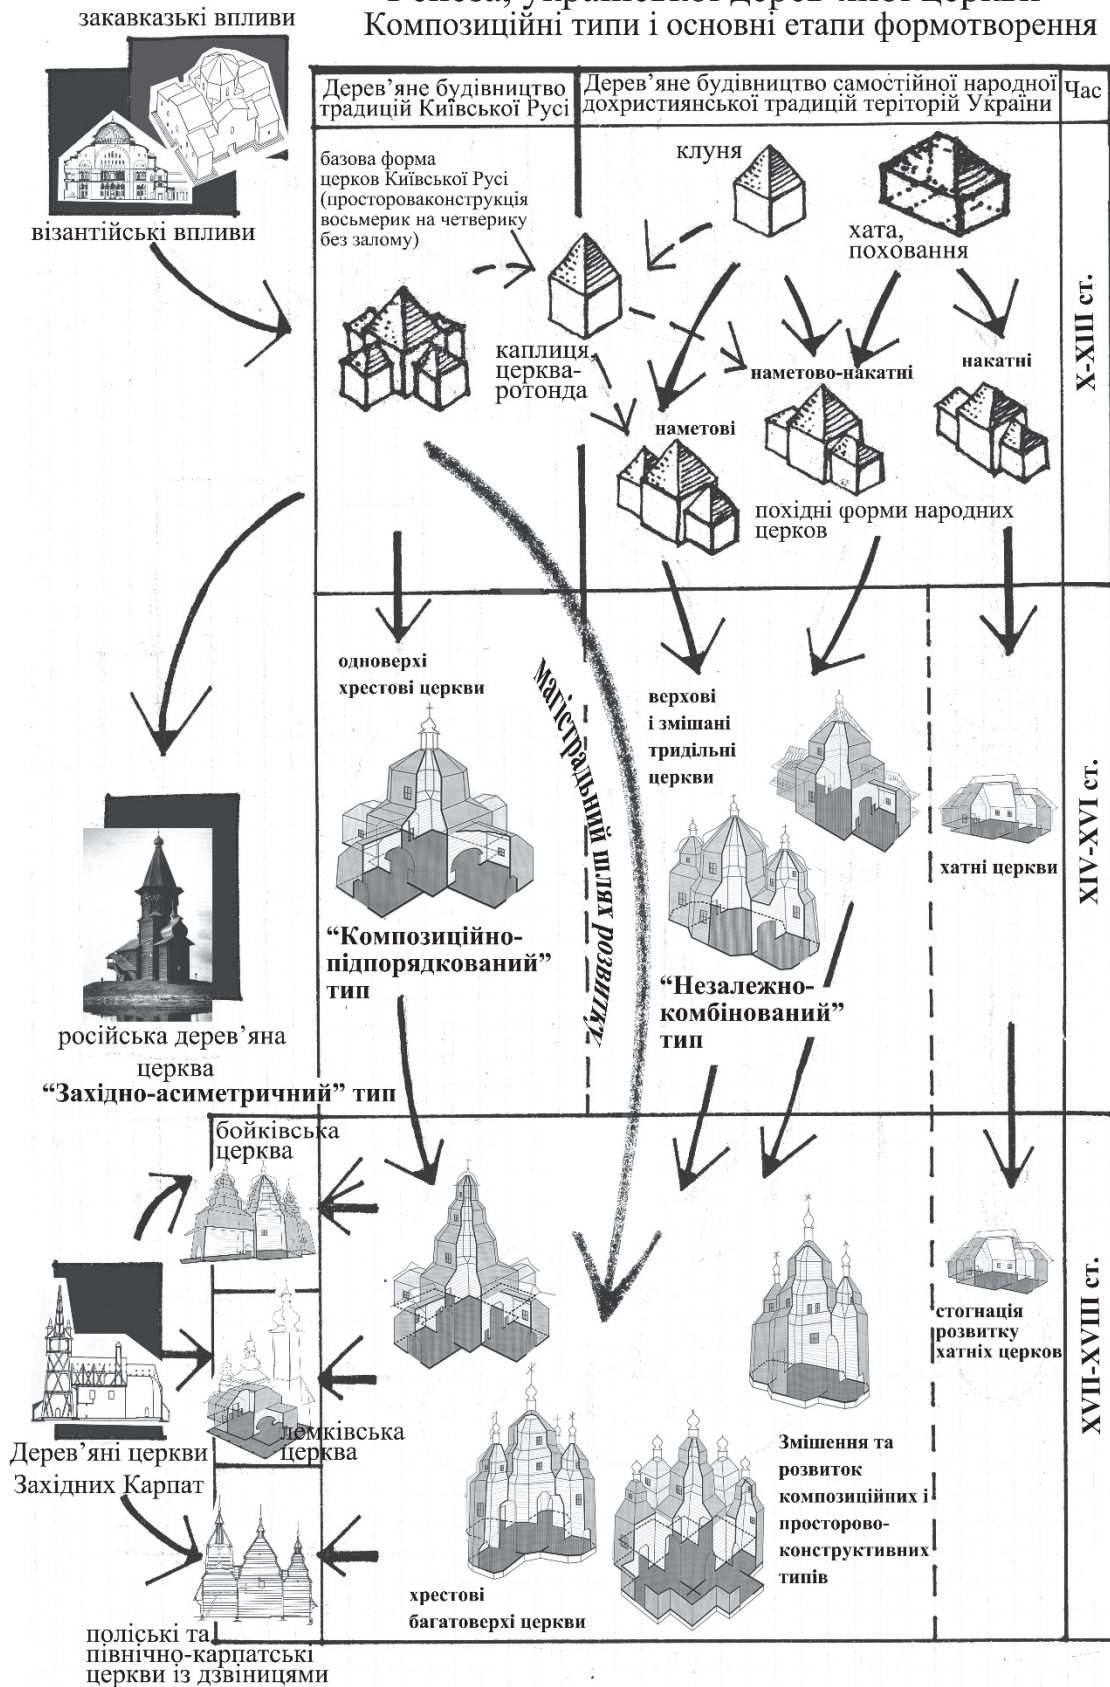 Генеза, української дерев’яної церкви
Композиційні типи і основні етапи формотворення
закавказькі впливи
візантійські впливи
Дерев’яне будівництво
традицій Київської Русі
Дерев’яне будівництво самостійної народної
дохристиянської традицій теріторій України
Час
базова форма
церков Київської Русі
(простороваконструкція
восьмерик на четверику
без залому)
клуня
хата,
поховання
каплиця,
церква-
ротонда
наметово-накатні
накатні
наметові
похідні форми народних
церков
X-XIII ст.
одноверхі
хрестові церкви
магістральний шлях розвитку
верхові
і змішані
тридільні
церкви
хатні церкви
“Композиційно-
підпорядкований”
тип
“Незалежно-
комбінований”
тип
XIV-XVI ст.
російська дерев’яна
церква
“Західно-асиметричний” тип
бойківська
церква
лемківська
церква
Дерев’яні церкви
Західних Карпат
поліські та
північно-карпатські
церкви із дзвіницями
стогнація
розвитку
хатніх церков
Змішення та
розвиток
композиційних і
просторово-
конструктивних
типів
хрестові
багатоверхі церкви
XVII-XVIII ст.